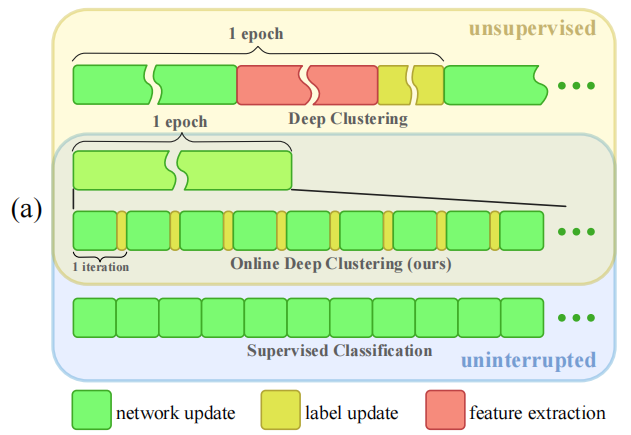 unsupervised
1 epoch
Deep Clustering
1 epoch
(a)
1 iteration
Online Deep Clustering (ours)
Supervised Classification
uninterrupted
network update
label update
feature extraction